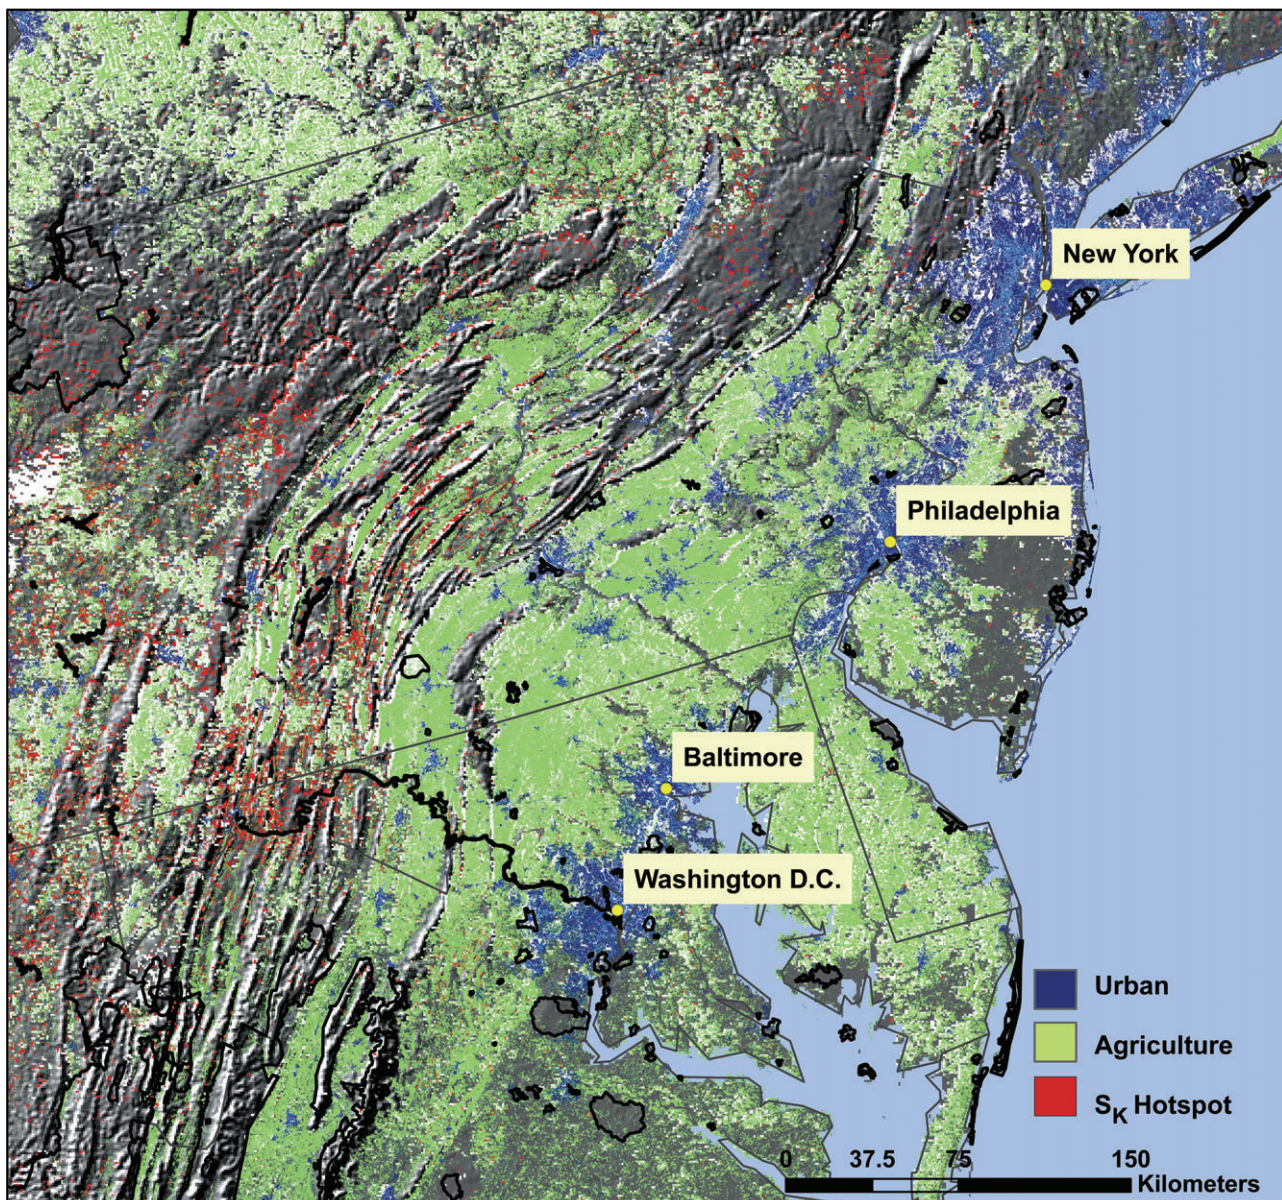 New York
Philadelphia
Baltimore
Washington D.C.
Urban
Agriculture
SK Hotspot
0 37.5 75 150
Kilometers